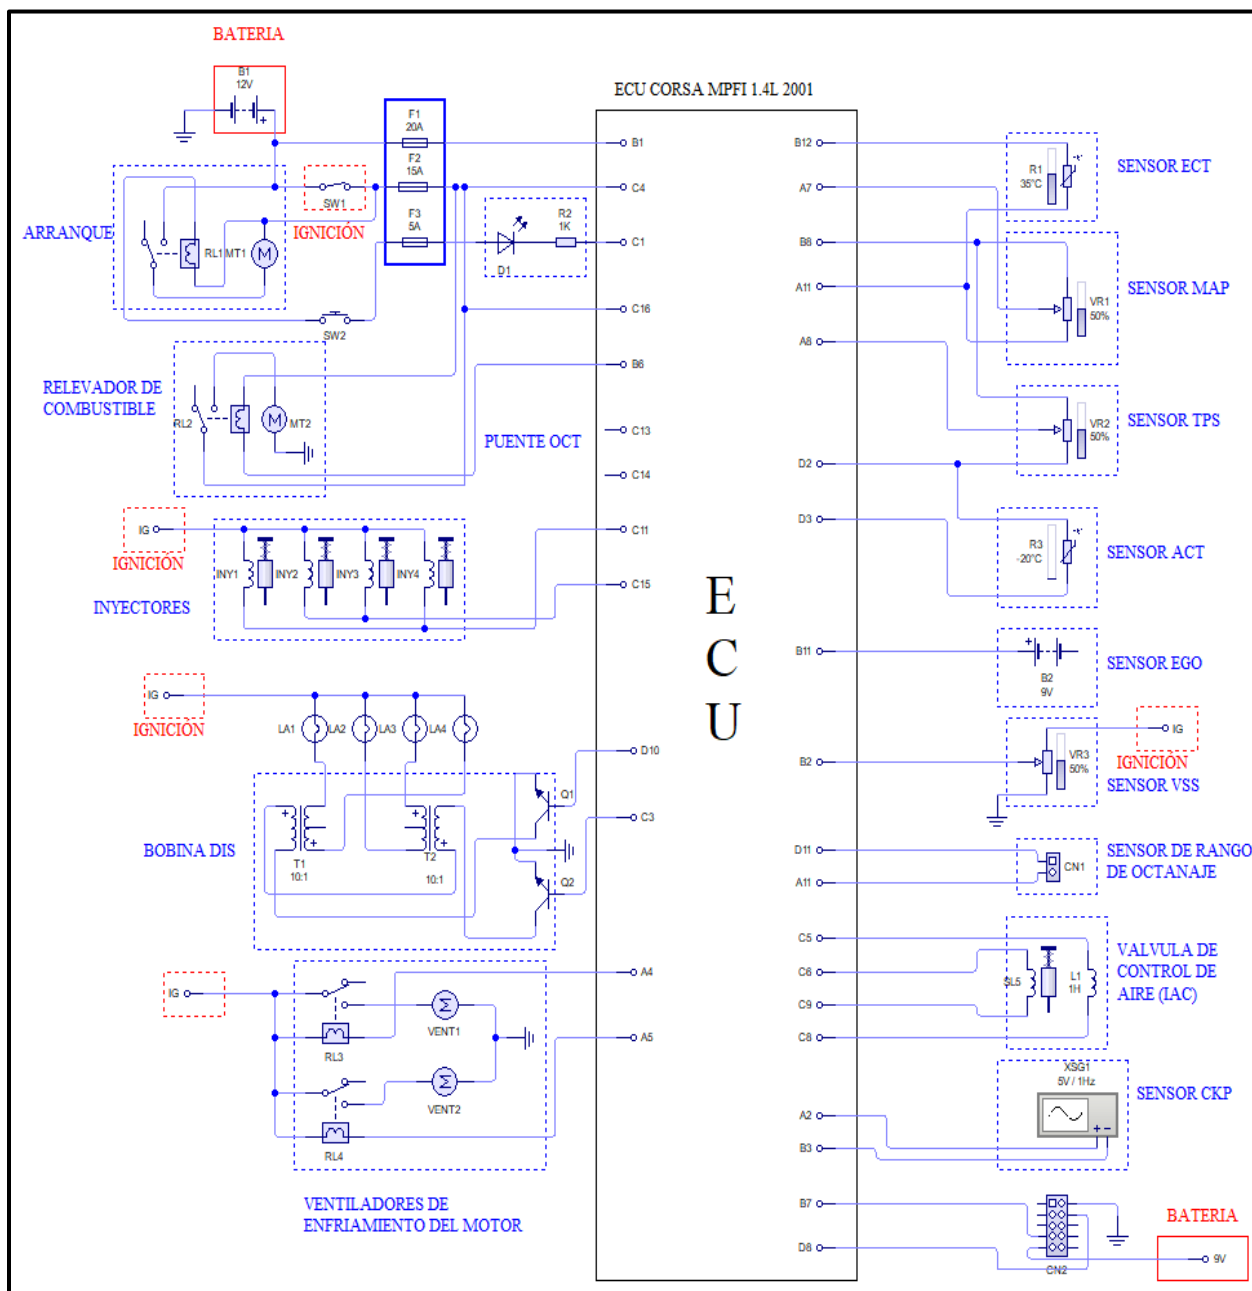 BATERIA
B1
12V
ECU CORSA MPFI 1.4L 2001
F1
20A
F2
15A
F3
5A
SW1
IGNICIÓN
ARRANQUE
RL1
MT1
SW2
D1
R2
1K
RELEVADOR DE
COMBUSTIBLE
RL2
MT2
PUENTE OCT
IG
IGNICIÓN
INY1
INY2
INY3
INY4
INYECTORES
IG
IGNICIÓN
LA1
LA2
LA3
LA4
BOBINA DIS
T1
10:1
T2
10:1
Q1
Q2
IG
RL3
VENT1
RL4
VENT2
VENTILADORES DE
ENFRIAMIENTO DEL MOTOR
B1
C4
C1
C16
B6
C13
C14
C11
C15
D10
C3
A4
A5
E
C
U
B12
A7
B8
A11
A8
D2
D3
B11
B2
D11
A11
C5
C6
C9
C8
A2
B3
B7
D8
R1
35°C
SENSOR ECT
VR1
50%
SENSOR MAP
VR2
50%
SENSOR TPS
R3
-20°C
SENSOR ACT
B2
9V
SENSOR EGO
IG
IGNICIÓN
VR3
50%
SENSOR VSS
CN1
SENSOR DE RANGO
DE OCTANAJE
SL5
L1
1H
VALVULA DE
CONTROL DE
AIRE (IAC)
XSG1
5V / 1Hz
SENSOR CKP
CN2
BATERIA
9V